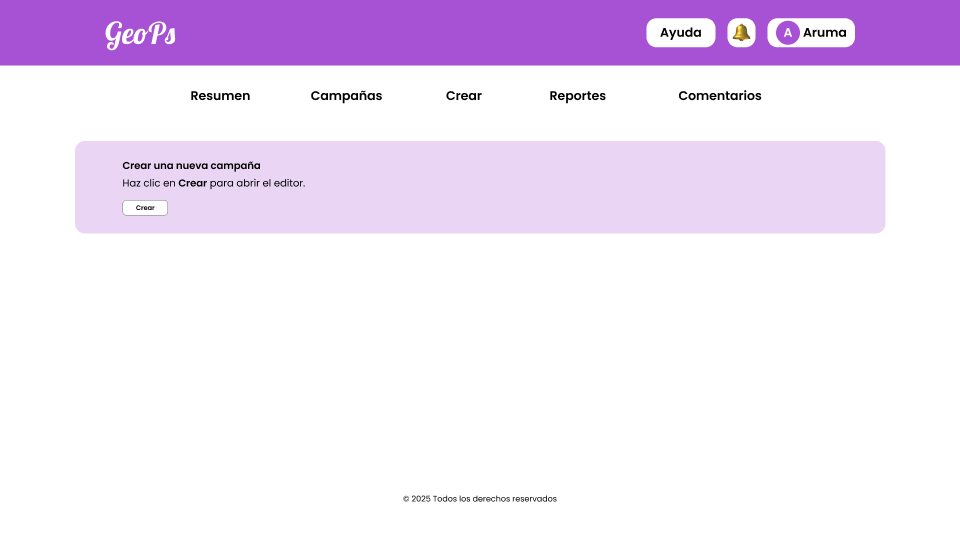 GeoPs
Ayuda
A Aruma
Resumen Campañas Crear Reportes Comentarios
Crear una nueva campaña
Haz clic en Crear para abrir el editor.
Crear
© 2025 Todos los derechos reservados